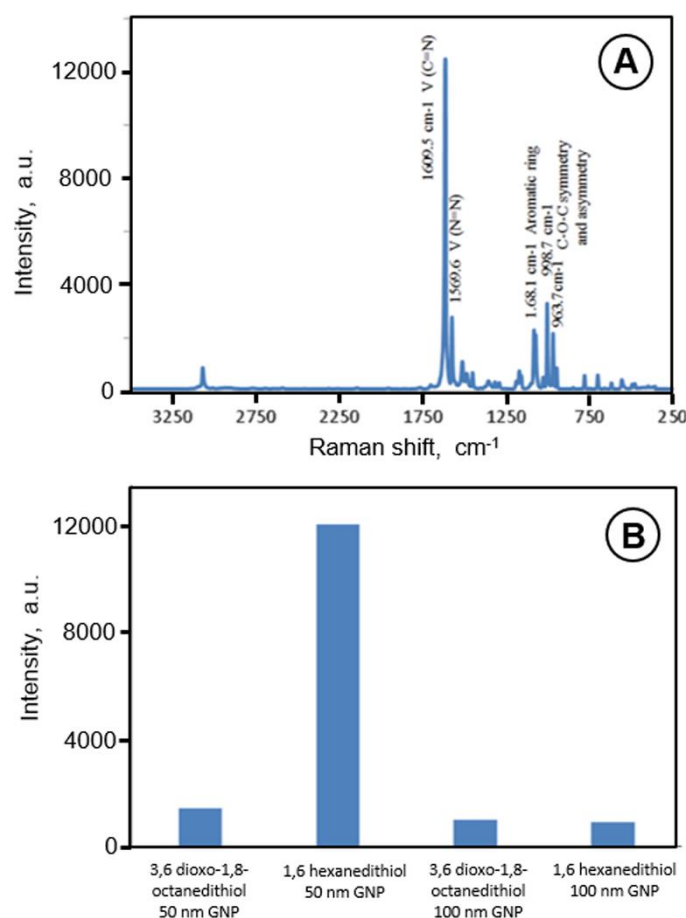 A
Intensity, a.u.
12000
8000
4000
0
1609.5 cm-1 V (C=N)
1569.6 V (N=N)
1.68.1 cm-1 Aromatic ring
998.7 cm-1
963.7cm-1 C-O-C symmetry
and asymmetry
3250 2750 2250 1750 1250 750 250
Raman shift, cm-1
B
Intensity, a.u.
12000
8000
4000
0
3,6 dioxo-1,8-
octanedithiol
50 nm GNP
1,6 hexanedithiol
50 nm GNP
3,6 dioxo-1,8-
octanedithiol
100 nm GNP
1,6 hexanedithiol
100 nm GNP